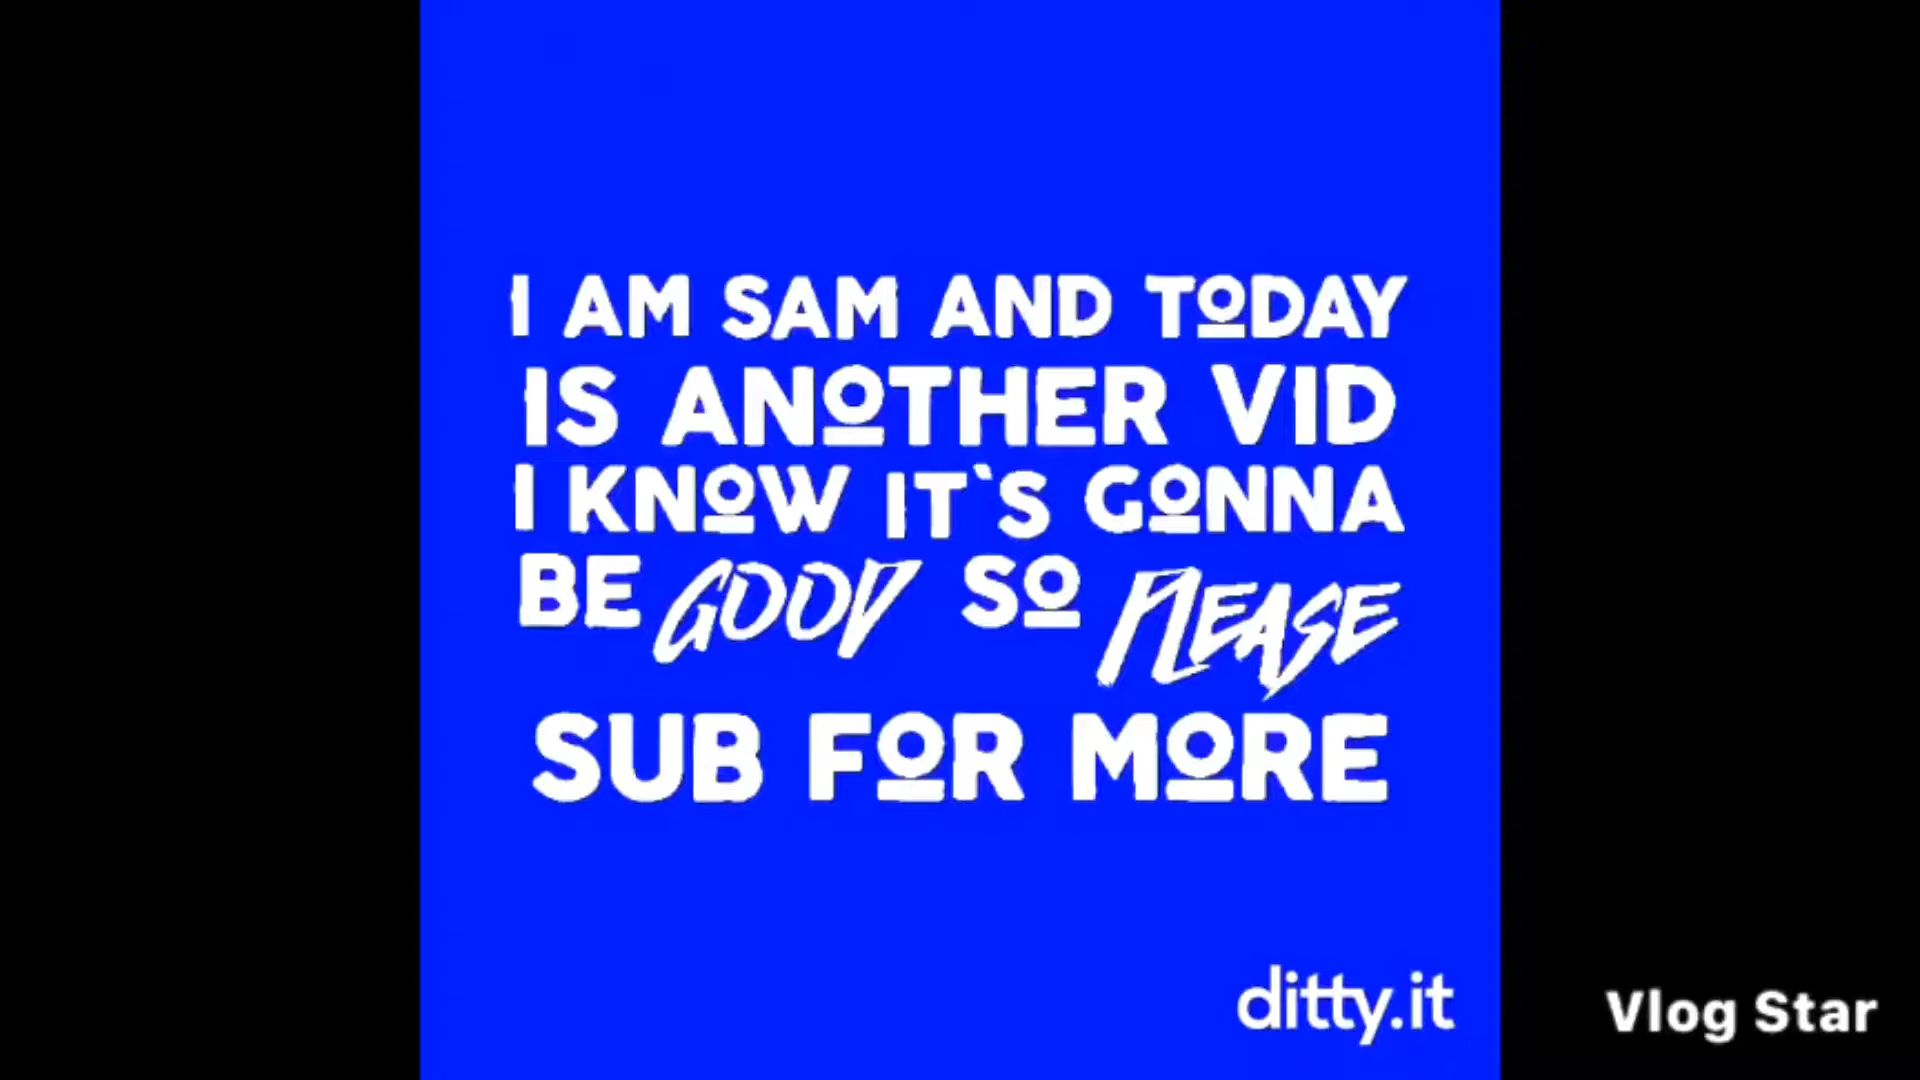 I AM SAM AND TODAY
IS ANOTHER VID
I KNOW IT`S GONNA
BE GOOD SO PLEASE
SUB FOR MORE
ditty.it
Vlog Star